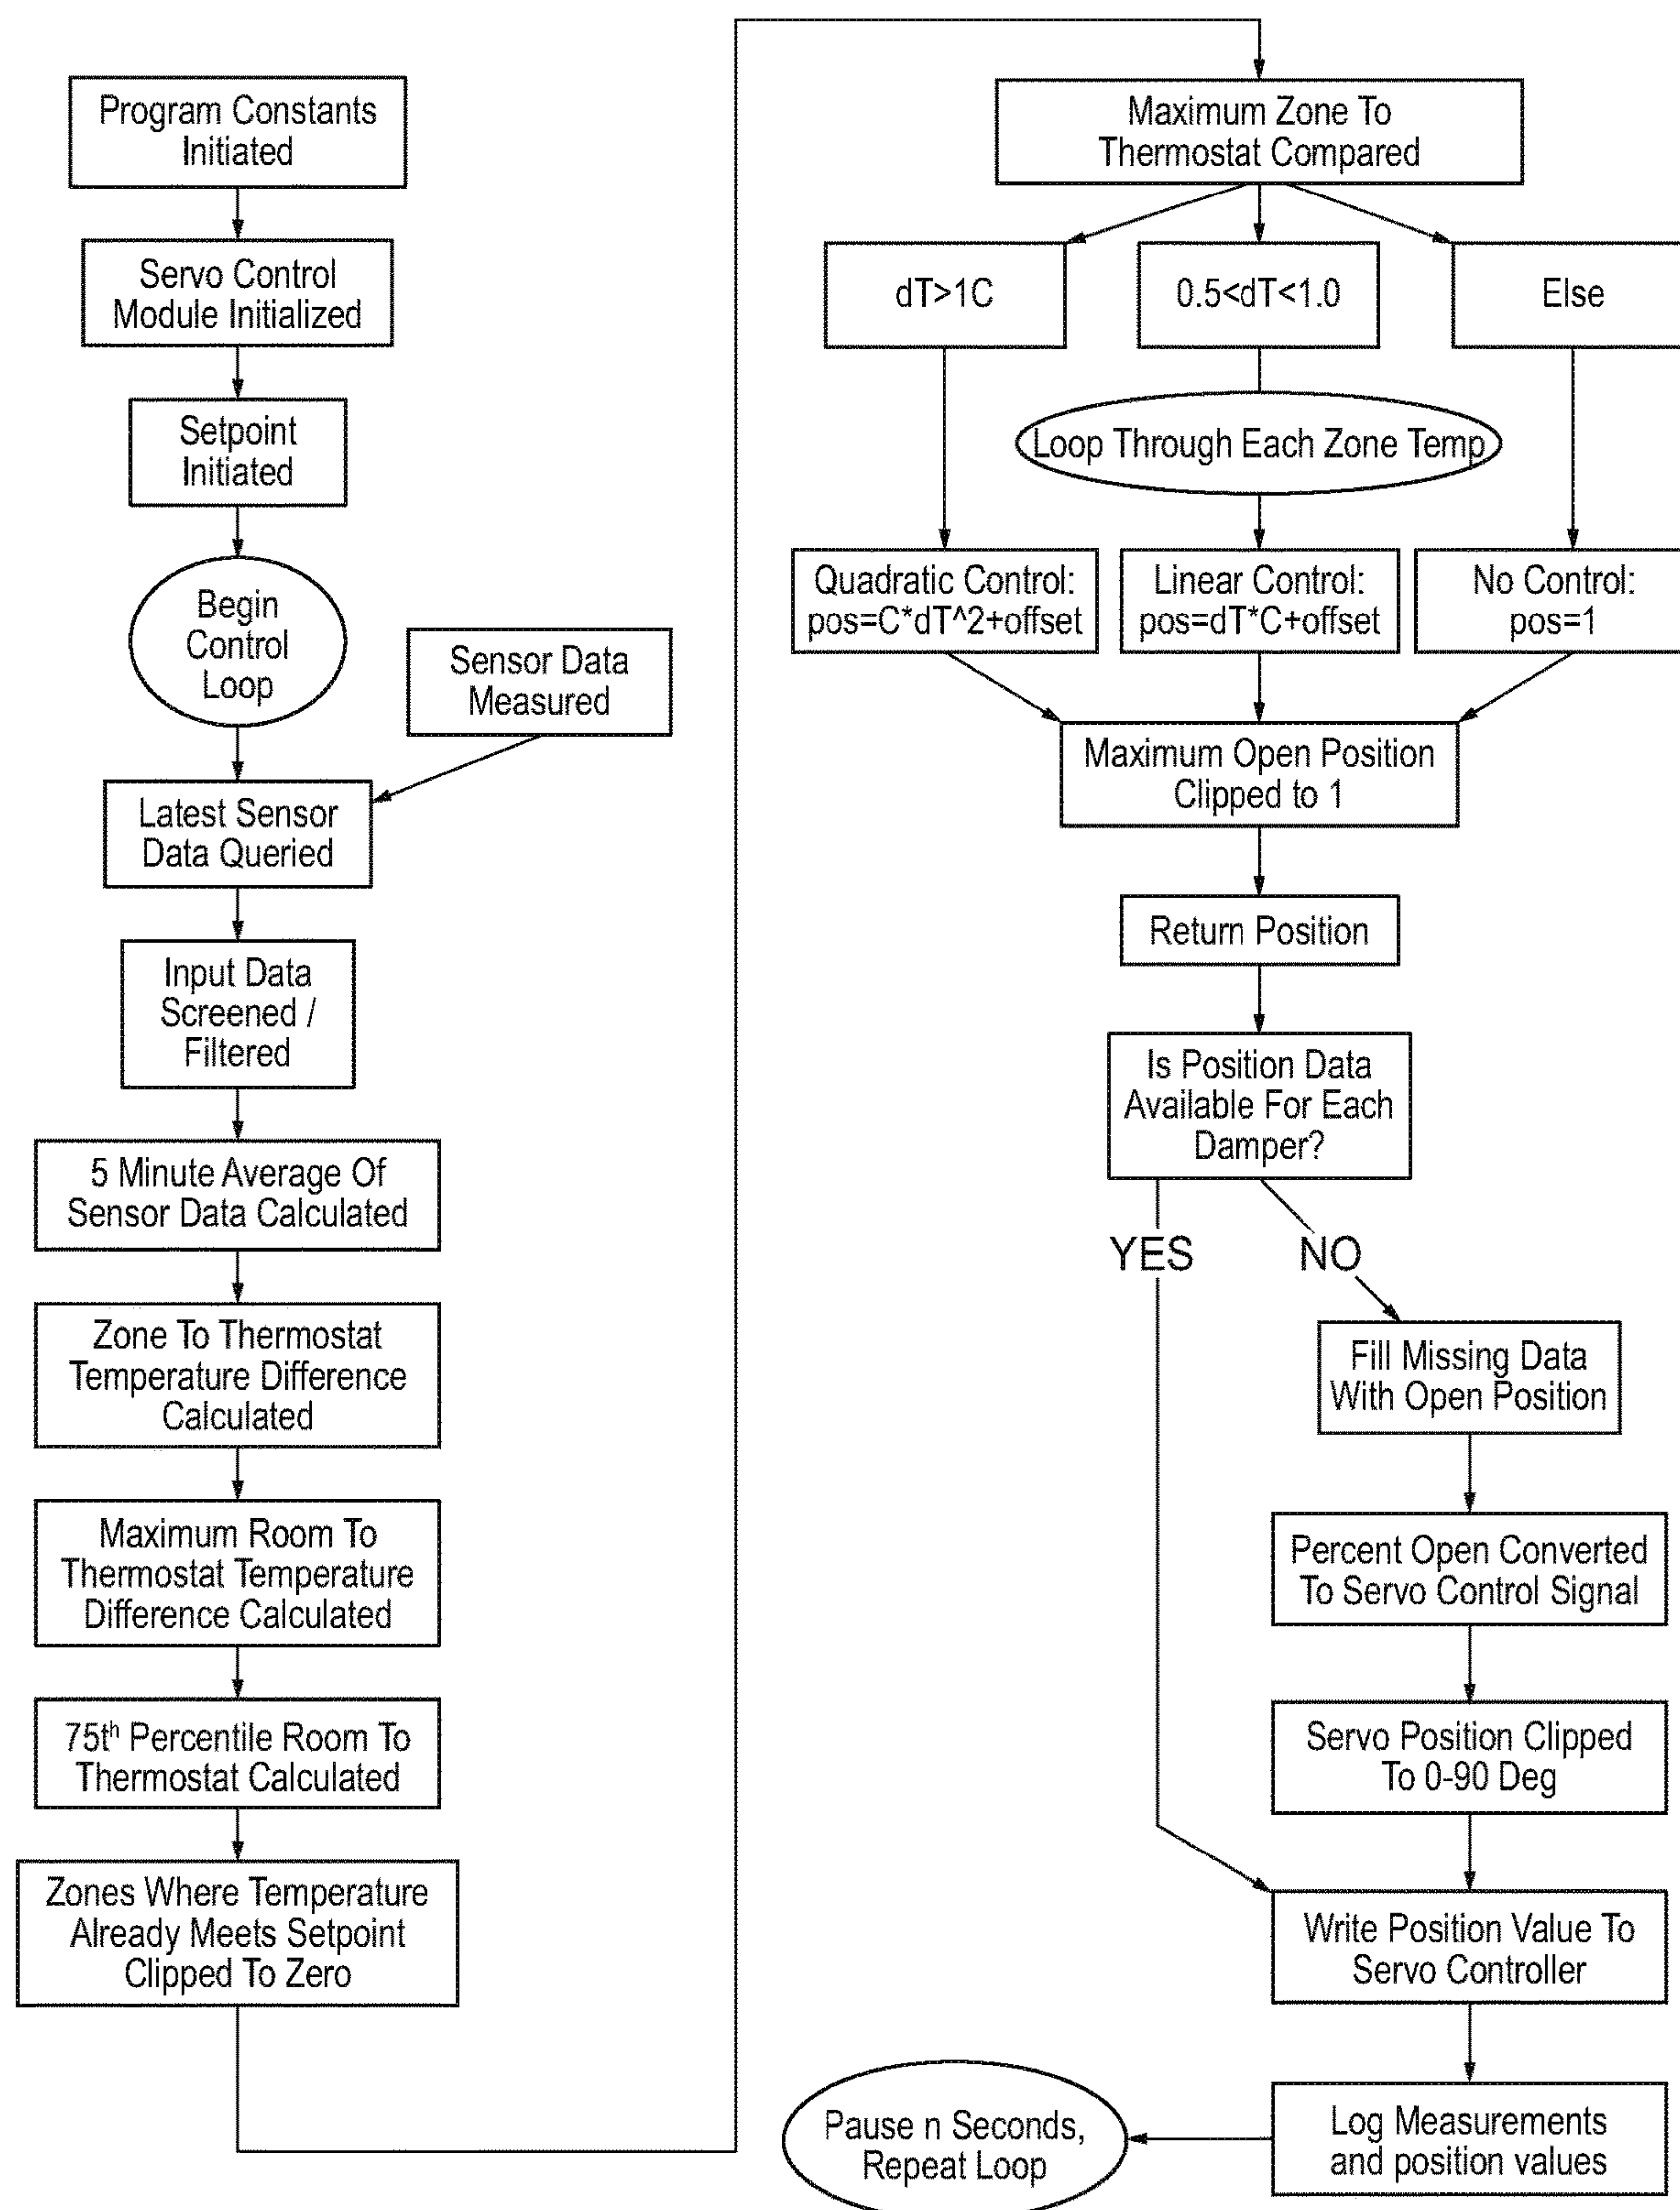 Program Constants
Initiated
Servo Control
Module Initialized
Setpoint
Initiated
Begin
Control
Loop
Sensor Data
Measured
Latest Sensor
Data Queried
Input Data
Screened /
Filtered
5 Minute Average Of
Sensor Data Calculated
Zone To Thermostat
Temperature Difference
Calculated
Maximum Room To
Thermostat Temperature
Difference Calculated
75th Percentile Room To
Thermostat Calculated
Zones Where Temperature
Already Meets Setpoint
Clipped To Zero
Maximum Zone To
Thermostat Compared
dT>1C
0.5<dT<1.0
Else
Loop Through Each Zone Temp
Quadratic Control:
pos=C*dT^2+offset
Linear Control:
pos=dT*C+offset
No Control:
pos=1
Maximum Open Position
Clipped to 1
Return Position
Is Position Data
Available For Each
Damper?
YES
NO
Fill Missing Data
With Open Position
Percent Open Converted
To Servo Control Signal
Servo Position Clipped
To 0-90 Deg
Write Position Value To
Servo Controller
Log Measurements
and position values
Pause n Seconds,
Repeat Loop